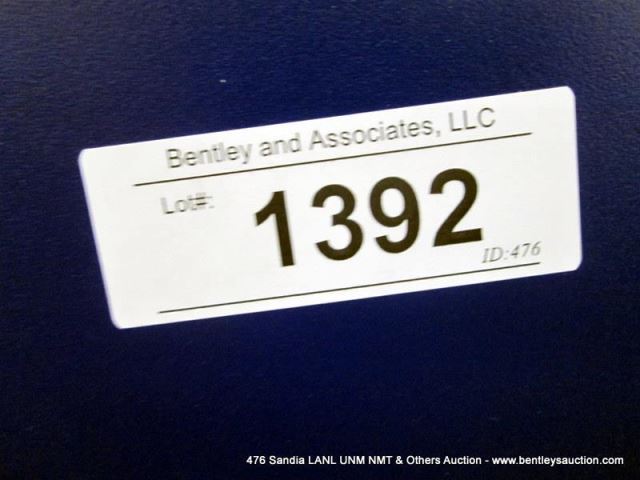 Bentley and Associates, LLC
Lot#:
1392
ID:476
476 Sandia LANL UNM NMT & Others Auction - www.bentleysauction.com